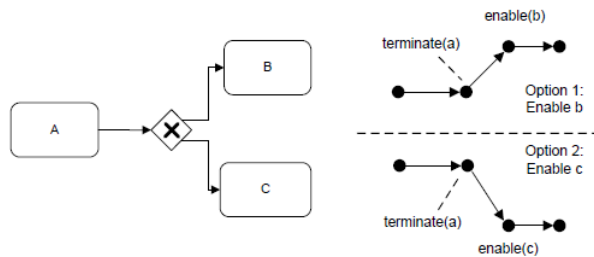 A
B
C
enable(b)
terminate(a)
Option 1:
Enable b
Option 2:
Enable c
terminate(a)
enable(c)